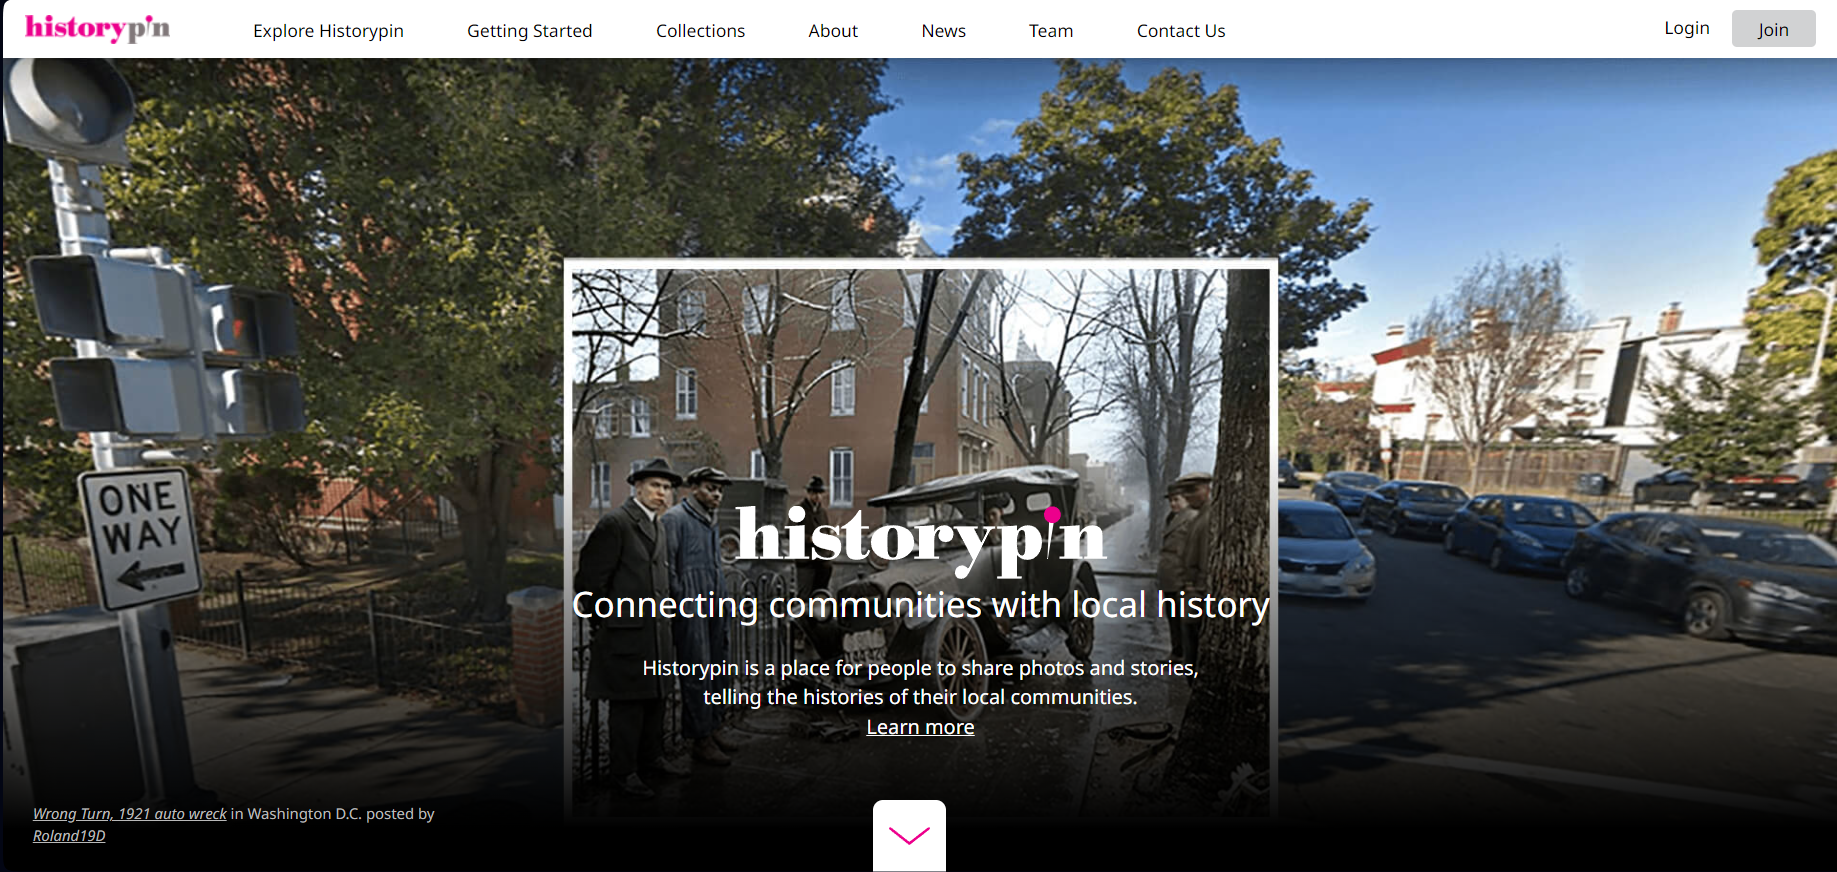 historypin
Explore Historypin
Getting Started
Collections
About
News
Team
Contact Us
Login
Join
ONE
WAY
historypin
Connecting communities with local history
Historypin is a place for people to share photos and stories,
telling the histories of their local communities.
Learn more
Wrong Turn, 1921 auto wreck in Washington D.C. posted by
Roland19D